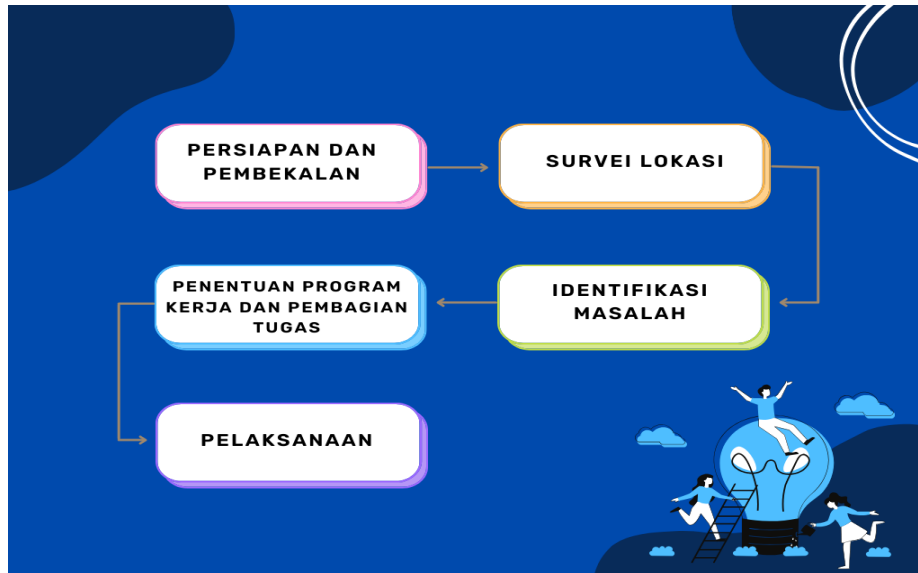 PERSIAPAN DAN
PEMBEKALAN
SURVEI LOKASI
IDENTIFIKASI
MASALAH
PENENTUAN PROGRAM
KERJA DAN PEMBAGIAN
TUGAS
PELAKSANAAN